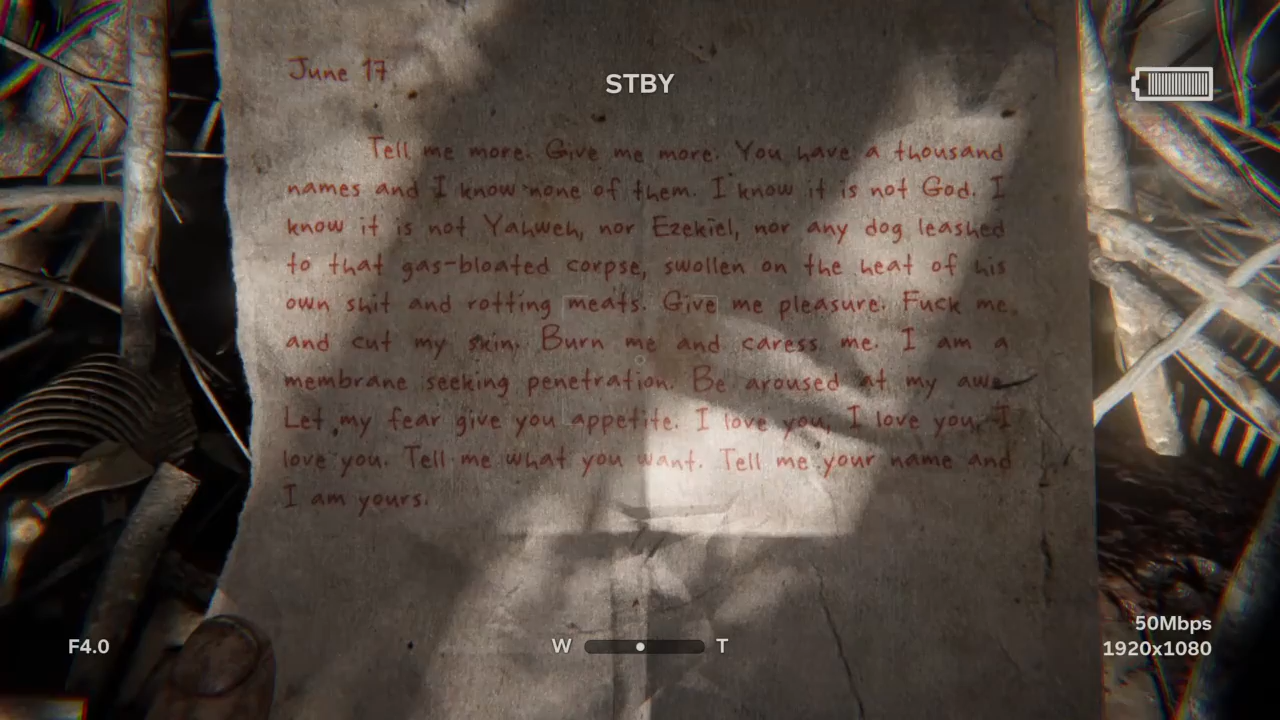 June 17
STBY
Tell me more. Give me more. You have a thousand
names and I know none of them. I know it is not God. I
know it is not Yahweh, nor Ezekiel, nor any dog leashed
to that gas-bloated corpse, swollen on the heat of his
own shit and rotting meats. Give me pleasure. Fuck me,
and cut my skin. Burn me and caress me. I am a
membrane seeking penetration. Be aroused at my awe.
Let my fear give you appetite. I love you, I love you, I
love you. Tell me what you want. Tell me your name and
I am yours.
F4.0
W T
50Mbps
1920x1080